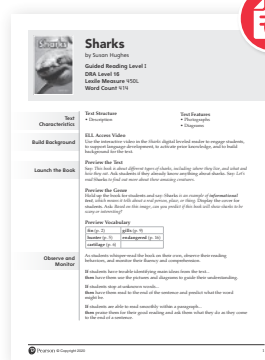 Sharks
Sharks
by Susan Hughes
Guided Reading Level I
DRA Level 16
Lexile Measure 450L
Word Count 414
Text Characteristics
Text Structure
• Description
Text Features
• Photographs
• Diagrams
Build Background
ELL Access Video
Use the interactive video in the Sharks digital leveled reader to engage students,
to support language development, to activate prior knowledge, and to build
background for the text.
Launch the Book
Preview the Text
Say: This book is about different types of sharks, including where they live, and what and
how they eat. Ask students if they already know anything about sharks. Say: Let's
read Sharks to find out more about these amazing creatures.
Preview the Genre
Hold up the book for students and say: Sharks is an example of informational
text, which means it tells about a real person, place, or thing. Display the cover for
students. Ask: Based on this image, can you predict if this book will show sharks to be
scary or interesting?
Preview Vocabulary
fin (p. 2)
gills (p. 9)
hunter (p. 5)
endangered (p. 16)
cartilage (p. 6)
Observe and Monitor
As students whisper-read the book on their own, observe their reading
behaviors, and monitor their fluency and comprehension.
If students have trouble identifying main ideas from the text...
then have them use the pictures and diagrams to guide their understanding.
If students stop at unknown words...
then have them read to the end of the sentence and predict what the word
might be.
If students are able to read smoothly within a paragraph...
then praise them for their good reading and ask them what they do as they come
to the end of a sentence.
Pearson © Copyright 2020